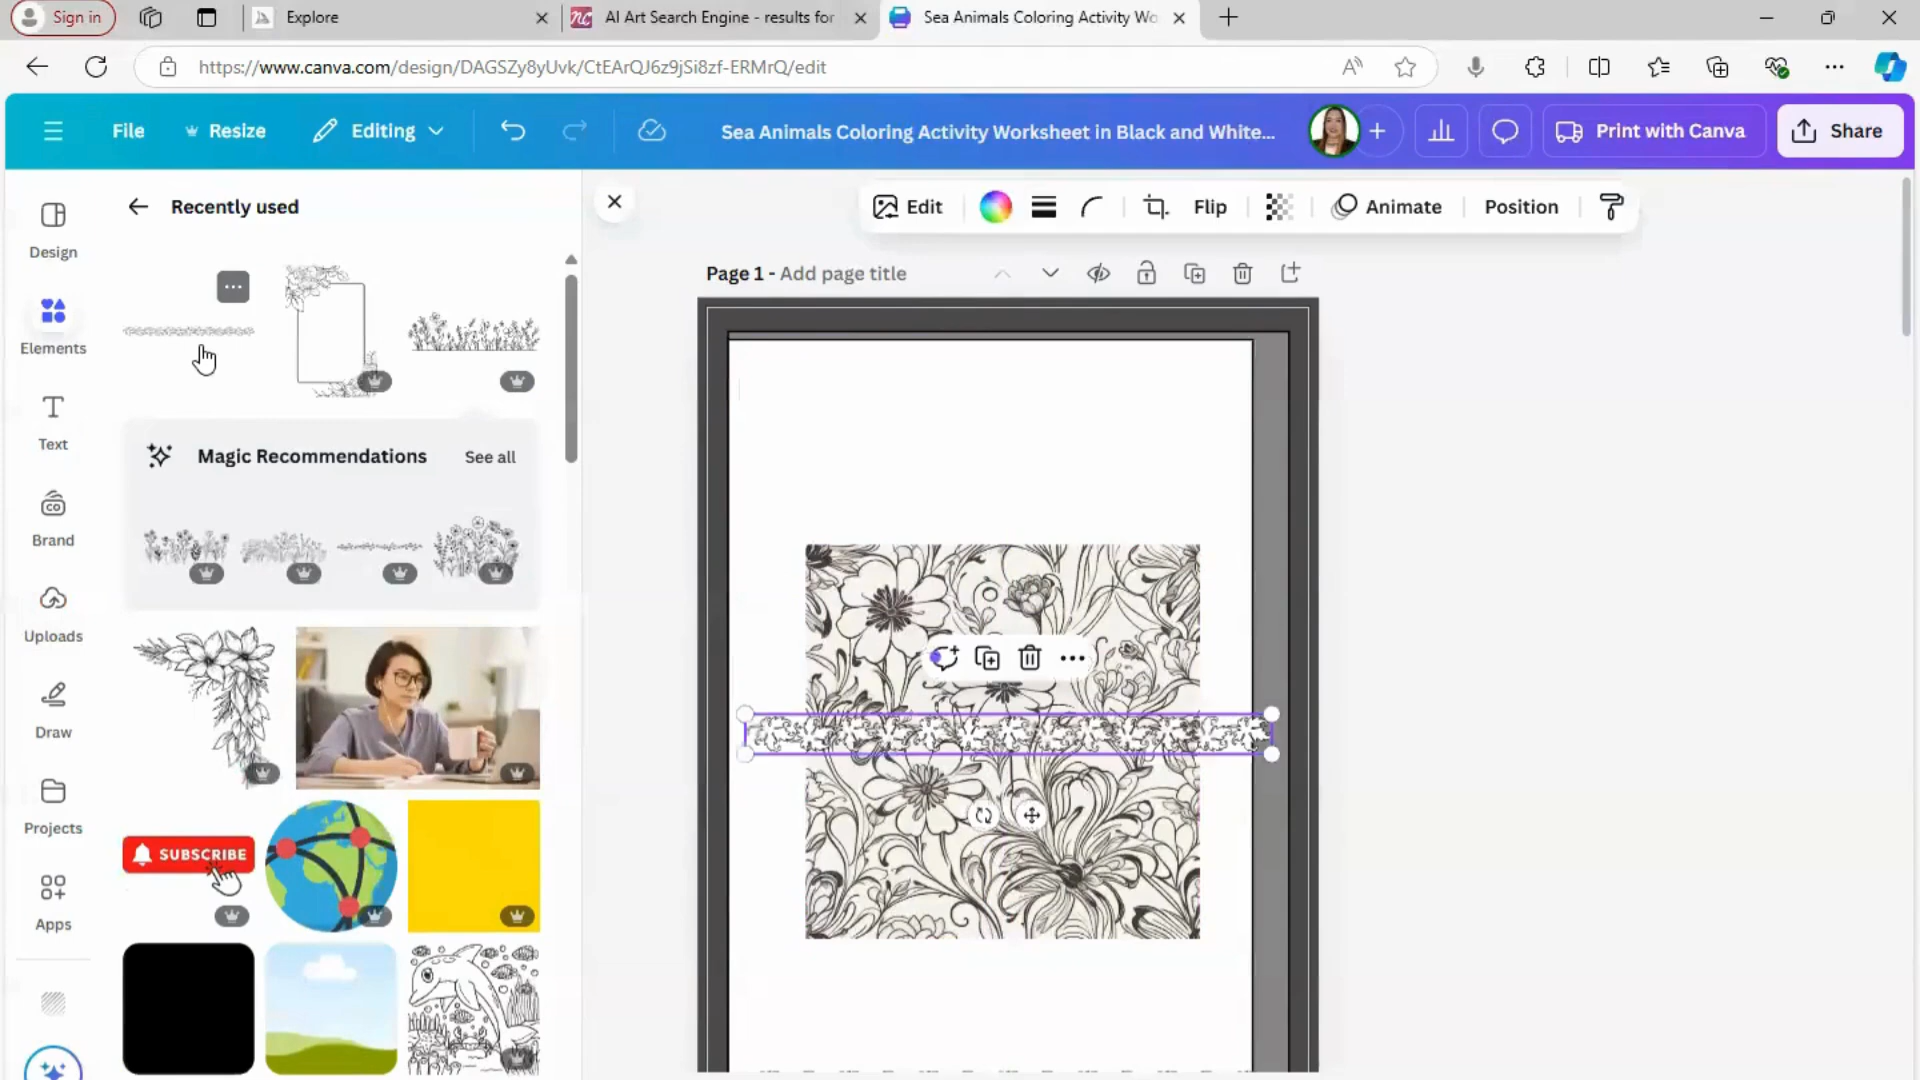 Sign in
Explore
AI Art Search Engine - results for
Sea Animals Coloring Activity Wo
https://www.canva.com/design/DAGSZy8yUvk/CtEArQJ6z9jSi8zf-ERMrQ/edit
File
Resize
Editing
Sea Animals Coloring Activity Worksheet in Black and White...
Print with Canva
Share
Recently used
Edit
Flip
Animate
Position
Design
Page 1 - Add page title
Elements
Text
Magic Recommendations
See all
Brand
Uploads
Draw
Projects
SUBSCRIBE
Apps